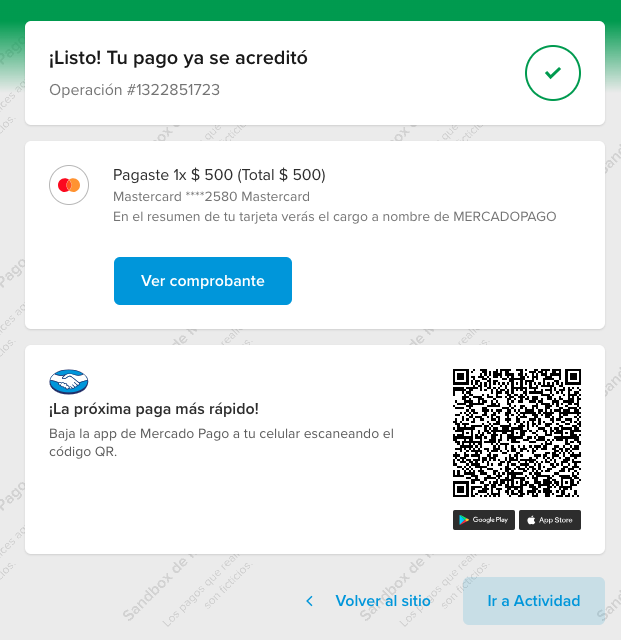 ¡Listo! Tu pago ya se acreditó
Operación #1322851723
Pagaste 1x $ 500 (Total $ 500)
Mastercard ****2580 Mastercard
En el resumen de tu tarjeta verás el cargo a nombre de MERCADOPAGO
Ver comprobante
¡La próxima paga más rápido!
Baja la app de Mercado Pago a tu celular escaneando el
código QR.
Google Play
App Store
Sandbox de
Los pagos que
son ficticios.
Volver al sitio
Ir a Actividad